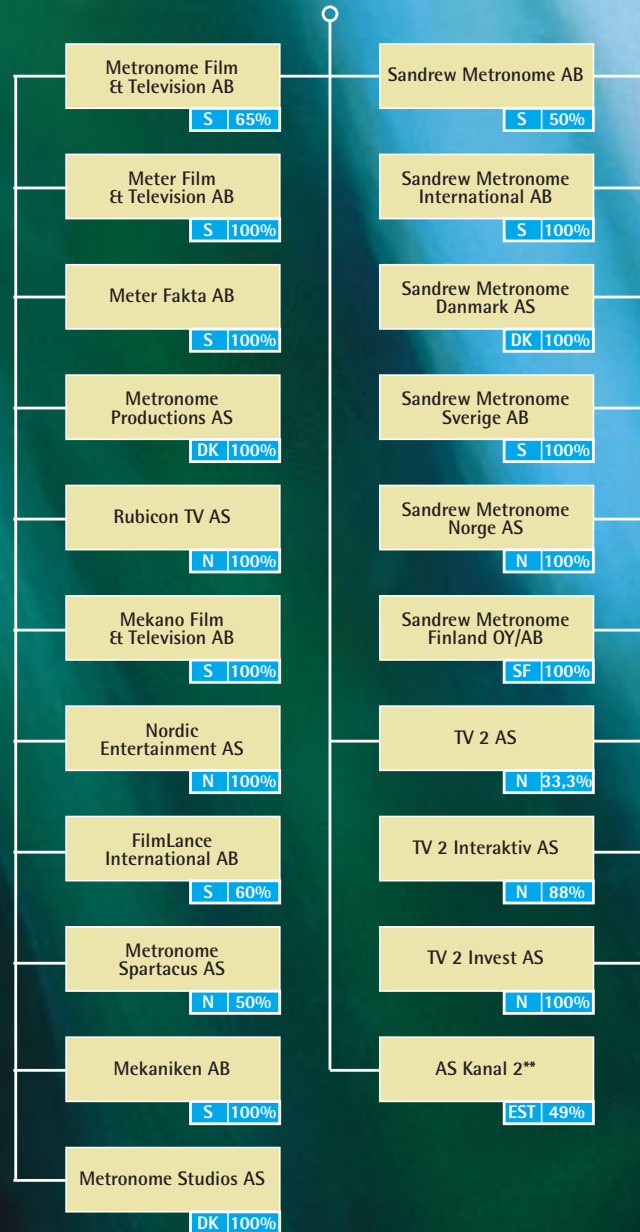 Metronome Film
& Television AB
S 65%
Meter Film
& Television AB
S 100%
Meter Fakta AB
S 100%
Metronome
Productions AS
DK 100%
Rubicon TV AS
N 100%
Mekano Film
& Television AB
S 100%
Nordic
Entertainment AS
N 100%
FilmLance
International AB
S 60%
Metronome
Spartacus AS
N 50%
Mekaniken AB
S 100%
Metronome Studios AS
DK 100%
Sandrew Metronome AB
S 50%
Sandrew Metronome
International AB
S 100%
Sandrew Metronome
Danmark AS
DK 100%
Sandrew Metronome
Sverige AB
S 100%
Sandrew Metronome
Norge AS
N 100%
Sandrew Metronome
Finland OY/AB
SF 100%
TV 2 AS
N 33,3%
TV 2 Interaktiv AS
N 88%
TV 2 Invest AS
N 100%
AS Kanal 2**
EST 49%